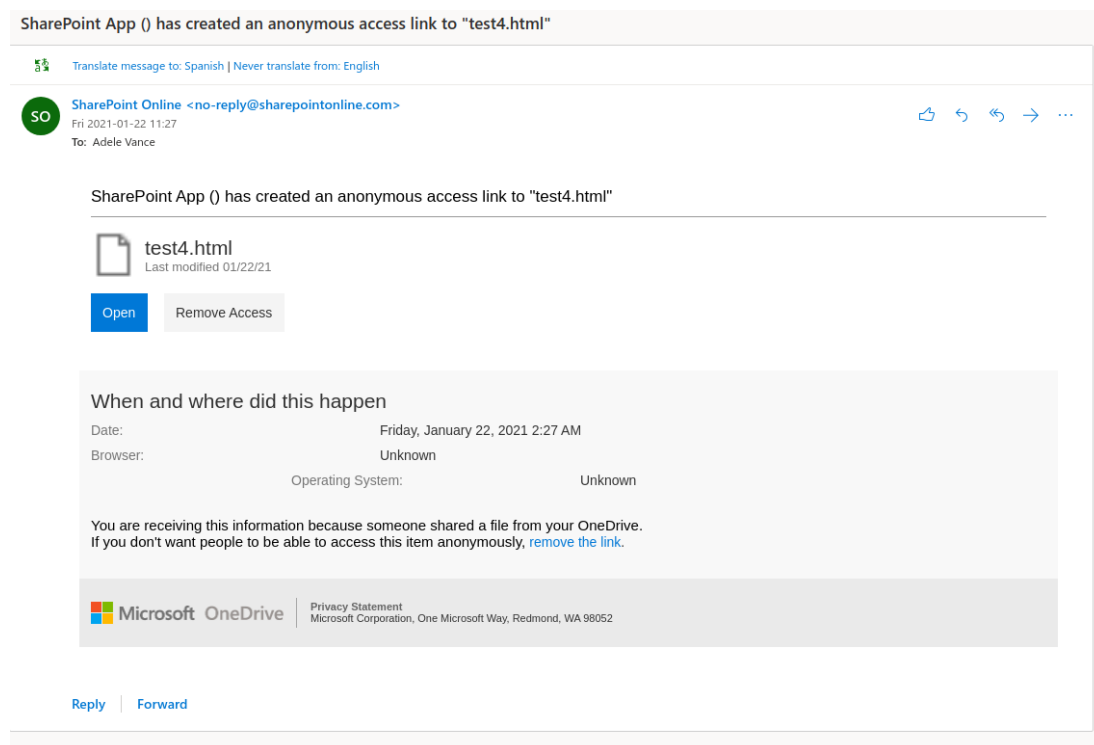 SharePoint App () has created an anonymous access link to "test4.html"
Translate message to: Spanish | Never translate from: English
SO
SharePoint Online <no-reply@sharepointonline.com>
Fri 2021-01-22 11:27
To: Adele Vance
SharePoint App () has created an anonymous access link to "test4.html"
test4.html
Last modified 01/22/21
Open Remove Access
When and where did this happen
Date: Friday, January 22, 2021 2:27 AM
Browser: Unknown
Operating System: Unknown
You are receiving this information because someone shared a file from your OneDrive.
If you don't want people to be able to access this item anonymously, remove the link.
Microsoft OneDrive
Privacy Statement
Microsoft Corporation, One Microsoft Way, Redmond, WA 98052
Reply Forward